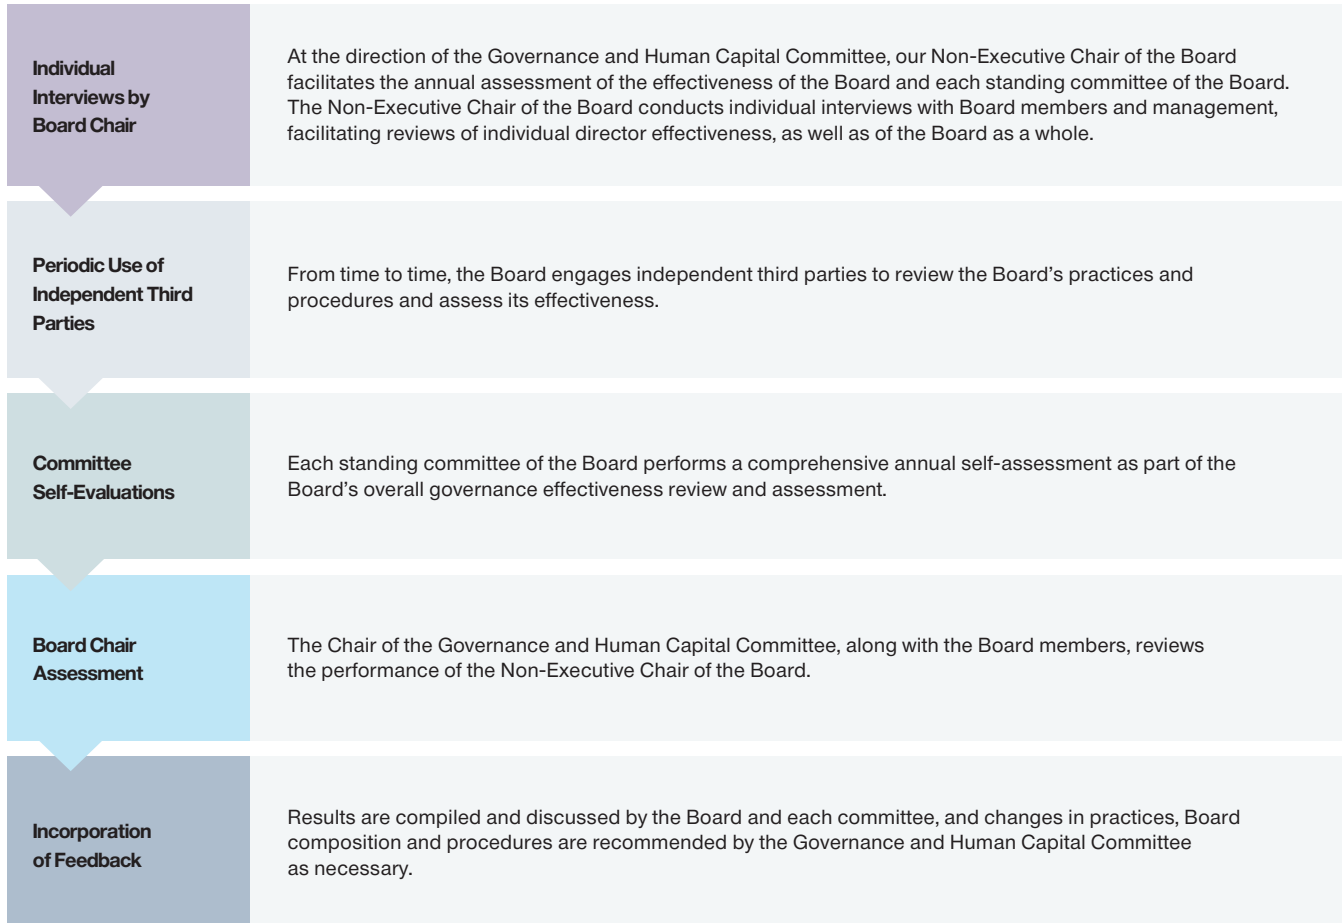 Individual
Interviews by
Board Chair
At the direction of the Governance and Human Capital Committee, our Non-Executive Chair of the Board
facilitates the annual assessment of the effectiveness of the Board and each standing committee of the Board.
The Non-Executive Chair of the Board conducts individual interviews with Board members and management,
facilitating reviews of individual director effectiveness, as well as of the Board as a whole.
Periodic Use of
Independent Third
Parties
From time to time, the Board engages independent third parties to review the Board’s practices and
procedures and assess its effectiveness.
Committee
Self-Evaluations
Each standing committee of the Board performs a comprehensive annual self-assessment as part of the
Board’s overall governance effectiveness review and assessment.
Board Chair
Assessment
The Chair of the Governance and Human Capital Committee, along with the Board members, reviews
the performance of the Non-Executive Chair of the Board.
Incorporation
of Feedback
Results are compiled and discussed by the Board and each committee, and changes in practices, Board
composition and procedures are recommended by the Governance and Human Capital Committee
as necessary.